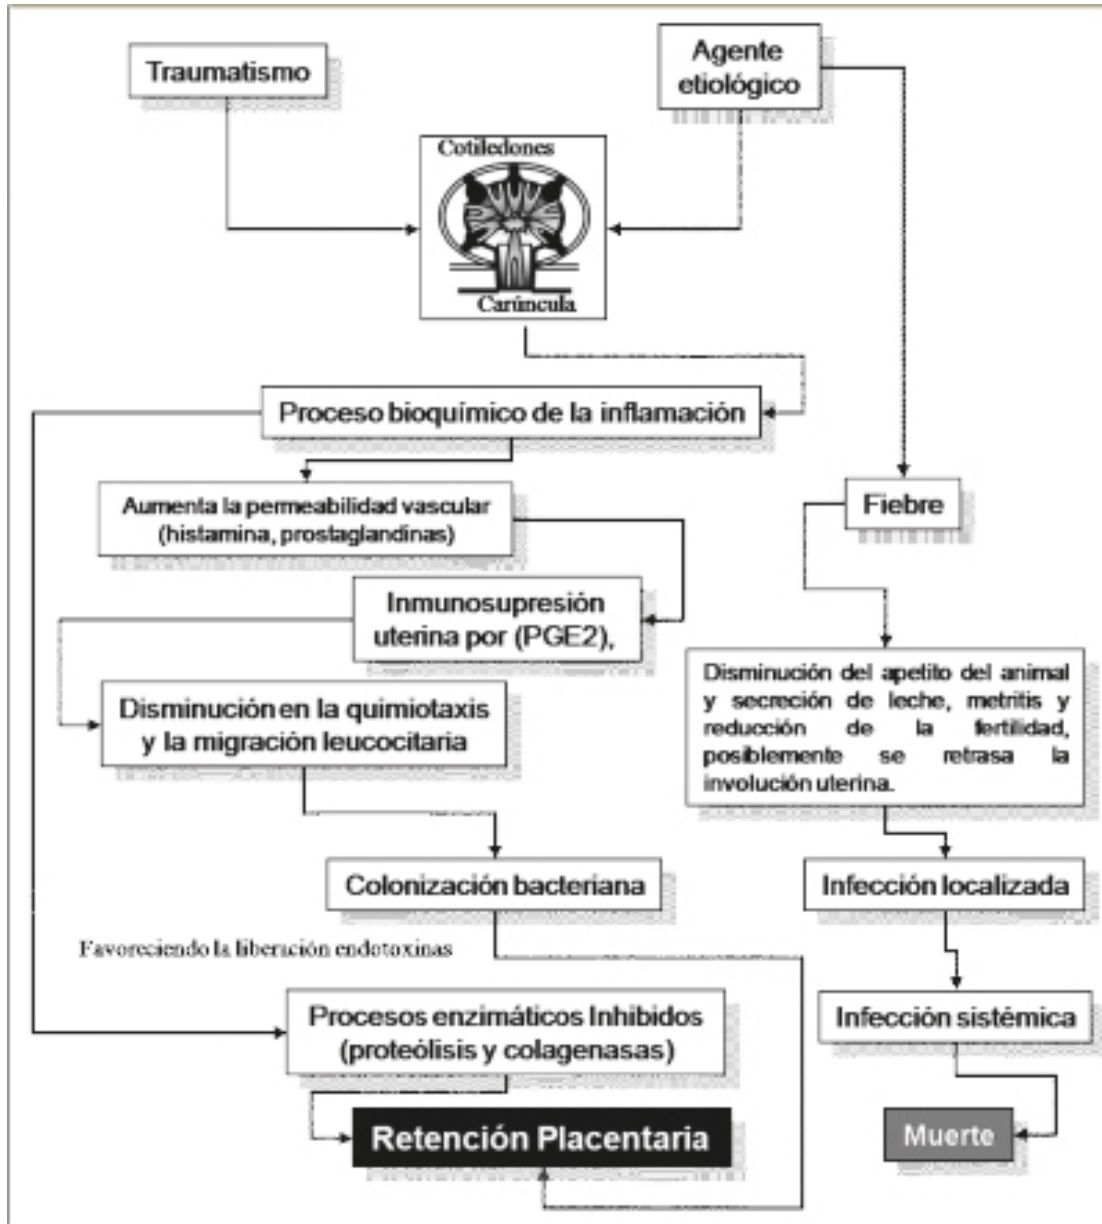 Traumatismo
Agente
etiológico
Cotiledones
Carúncula
Proceso bioquímico de la inflamación
Aumenta la permeabilidad vascular
(histamina, prostaglandinas)
Fiebre
Inmunosupresión
uterina por (PGE2),
Disminución del apetito del animal
y secreción de leche, metritis y
reducción de la fertilidad,
posiblemente se retrasa la
involución uterina.
Disminución en la quimiotaxis
y la migración leucocitaria
Colonización bacteriana
Infección localizada
Favoreciendo la liberación endotoxinas
Procesos enzimáticos Inhibidos
(proteólisis y colagenasas)
Infección sistémica
Retención Placentaria
Muerte